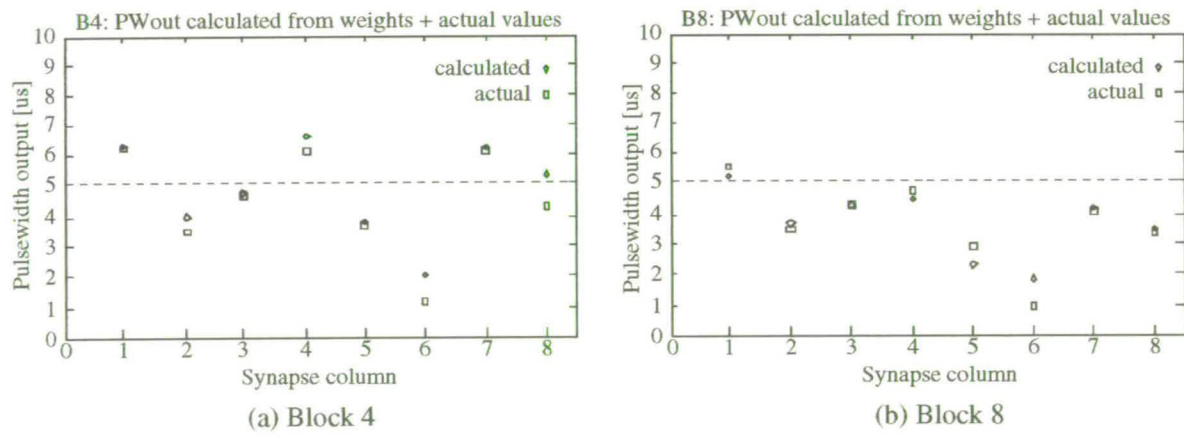 B4: PWout calculated from weights + actual values
10
9
8
7
6
5
4
3
2
1
0
Pulsewidth output [us]
calculated
actual
0 1 2 3 4 5 6 7 8
Synapse column
(a) Block 4
B8: PWout calculated from weights + actual values
10
9
8
7
6
5
4
3
2
1
0
Pulsewidth output [us]
calculated
actual
0 1 2 3 4 5 6 7 8
Synapse column
(b) Block 8